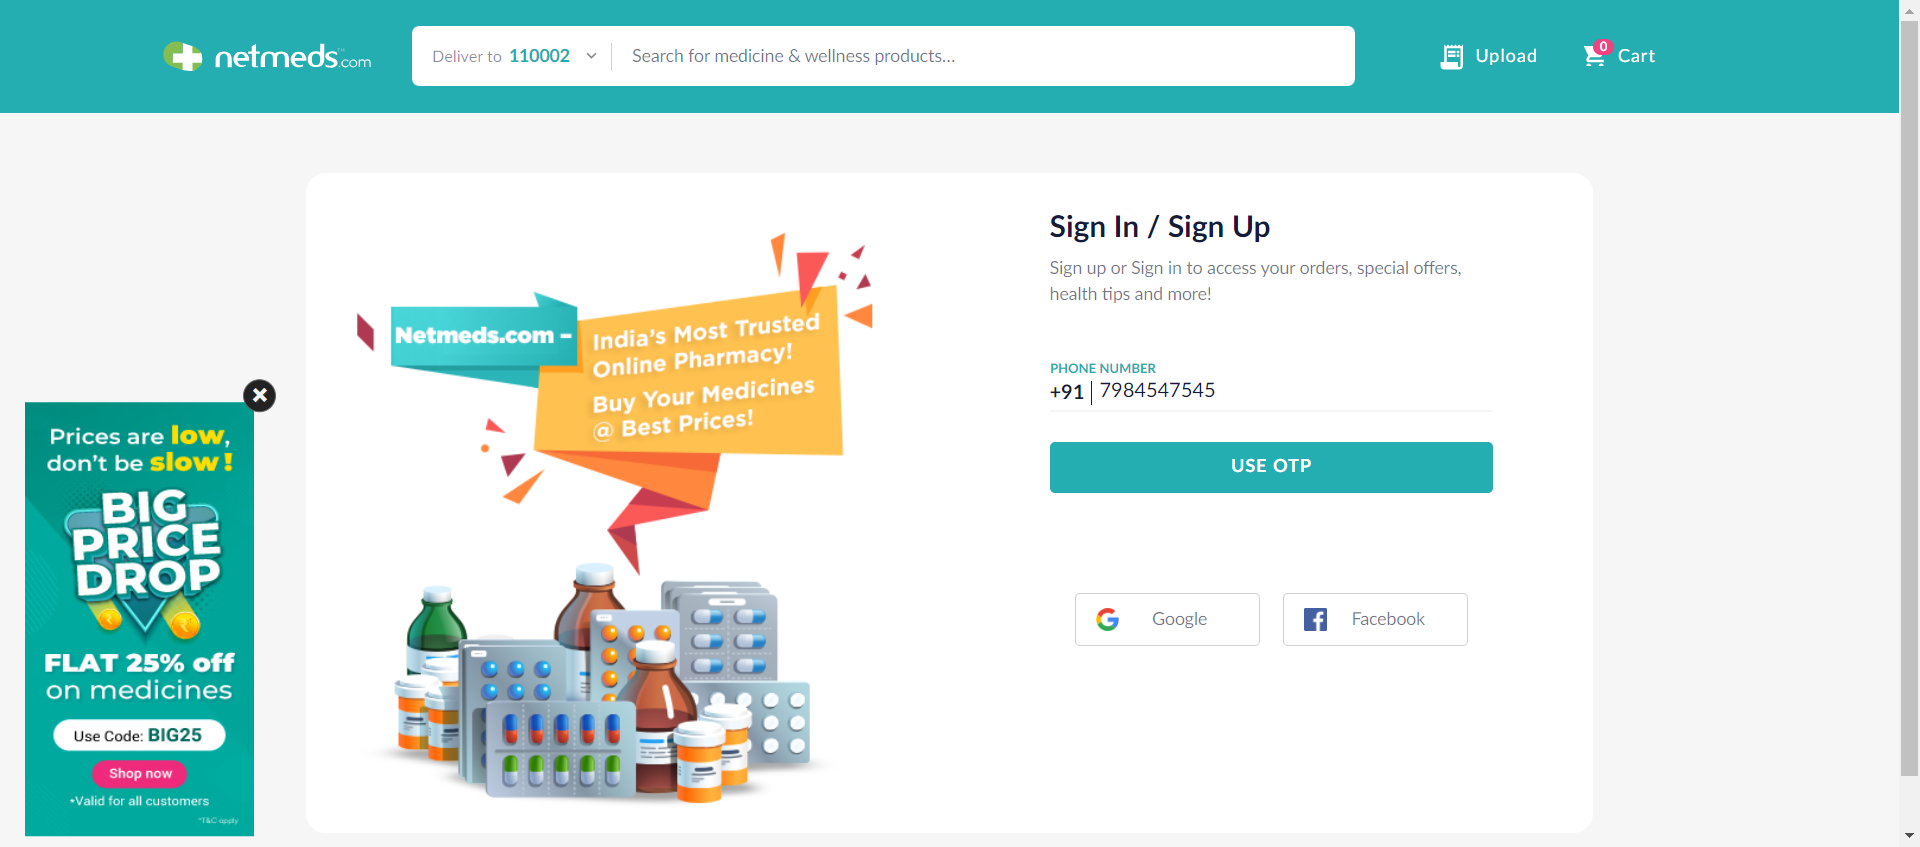 netmeds.com
Deliver to 110002
Search for medicine & wellness products...
Upload
0 Cart
Sign In / Sign Up
Sign up or Sign in to access your orders, special offers,
health tips and more!
PHONE NUMBER
+91 7984547545
USE OTP
Google
Facebook
Netmeds.com –
India's Most Trusted
Online Pharmacy!
Buy Your Medicines
@ Best Prices!
Prices are low,
don't be slow!
BIG
PRICE
DROP
FLAT 25% off
on medicines
Use Code: BIG25
Shop now
*Valid for all customers
*T&C apply